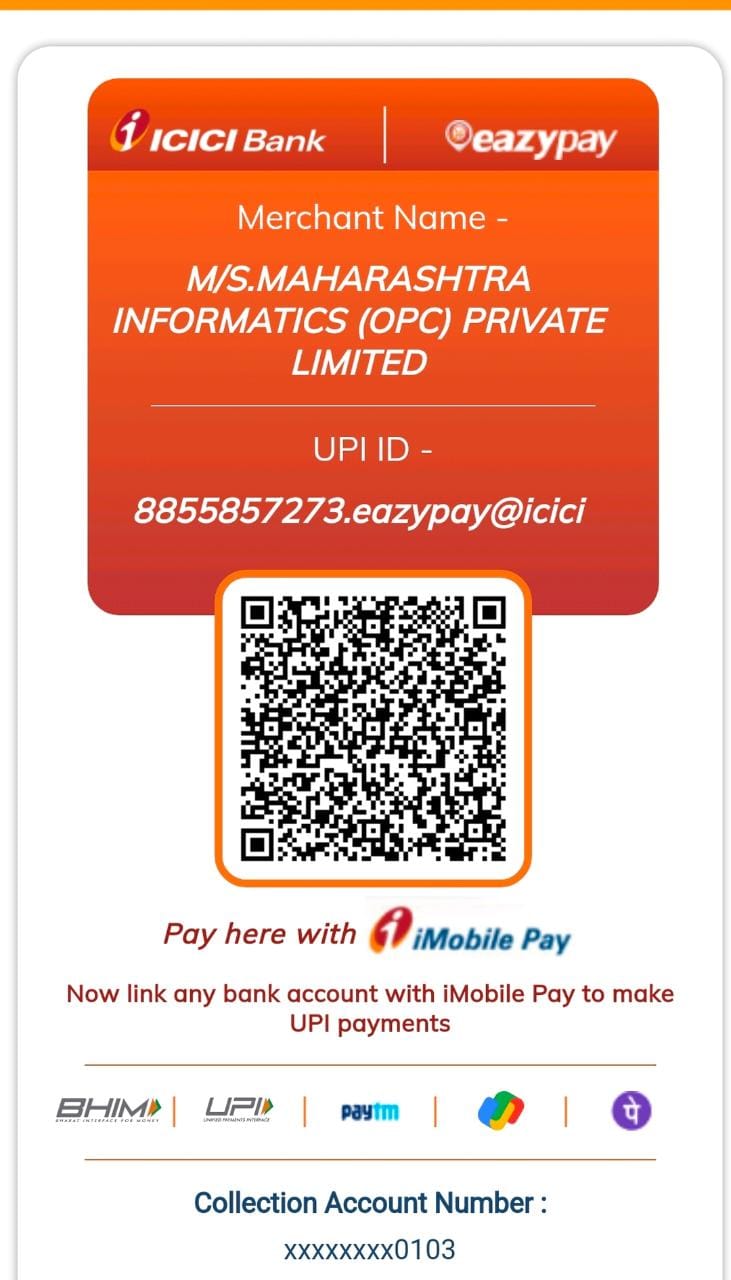 ICICI Bank
eazypay
Merchant Name -
M/S.MAHARASHTRA
INFORMATICS (OPC) PRIVATE
LIMITED
UPI ID -
8855857273.eazypay@icici
Pay here with iMobile Pay
Now link any bank account with iMobile Pay to make
UPI payments
BHIM
BHARAT INTERFACE FOR MONEY
UPI
UNIFIED PAYMENTS INTERFACE
paytm
पे
Collection Account Number :
xxxxxxxx0103